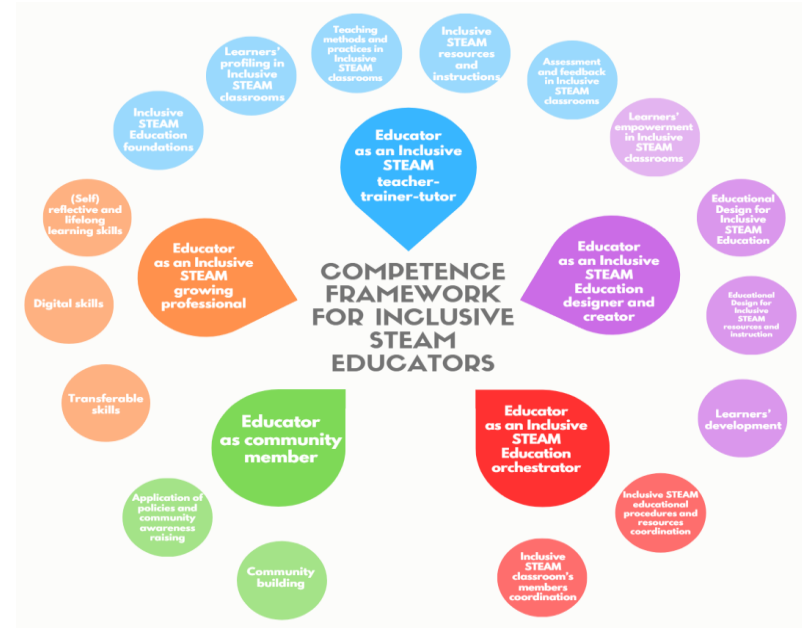 COMPETENCE
FRAMEWORK
FOR INCLUSIVE
STEAM
EDUCATORS
Educator
as an Inclusive
STEAM
teacher-
trainer-tutor
Inclusive
STEAM
Education
foundations
Learners'
profiling in
Inclusive
STEAM
classrooms
Teaching
methods and
practices in
Inclusive
STEAM
classrooms
Inclusive
STEAM
resources
and
instructions
Assessment
and feedback
in Inclusive
STEAM
classrooms
Educator
as an Inclusive
STEAM
Education
designer and
creator
Learners'
empowerment
in Inclusive
STEAM
classrooms
Educational
Design for
Inclusive
STEAM
Education
Educational
Design for
Inclusive
STEAM
resources and
instruction
Learners'
development
Educator
as an Inclusive
STEAM
Education
orchestrator
Inclusive STEAM
educational
procedures and
resources
coordination
Inclusive
STEAM
classroom's
members
coordination
Educator
as community
member
Community
building
Application of
policies and
community
awareness
raising
Educator
as an Inclusive
STEAM
growing
professional
Transferable
skills
Digital skills
(Self)
reflective and
lifelong
learning skills